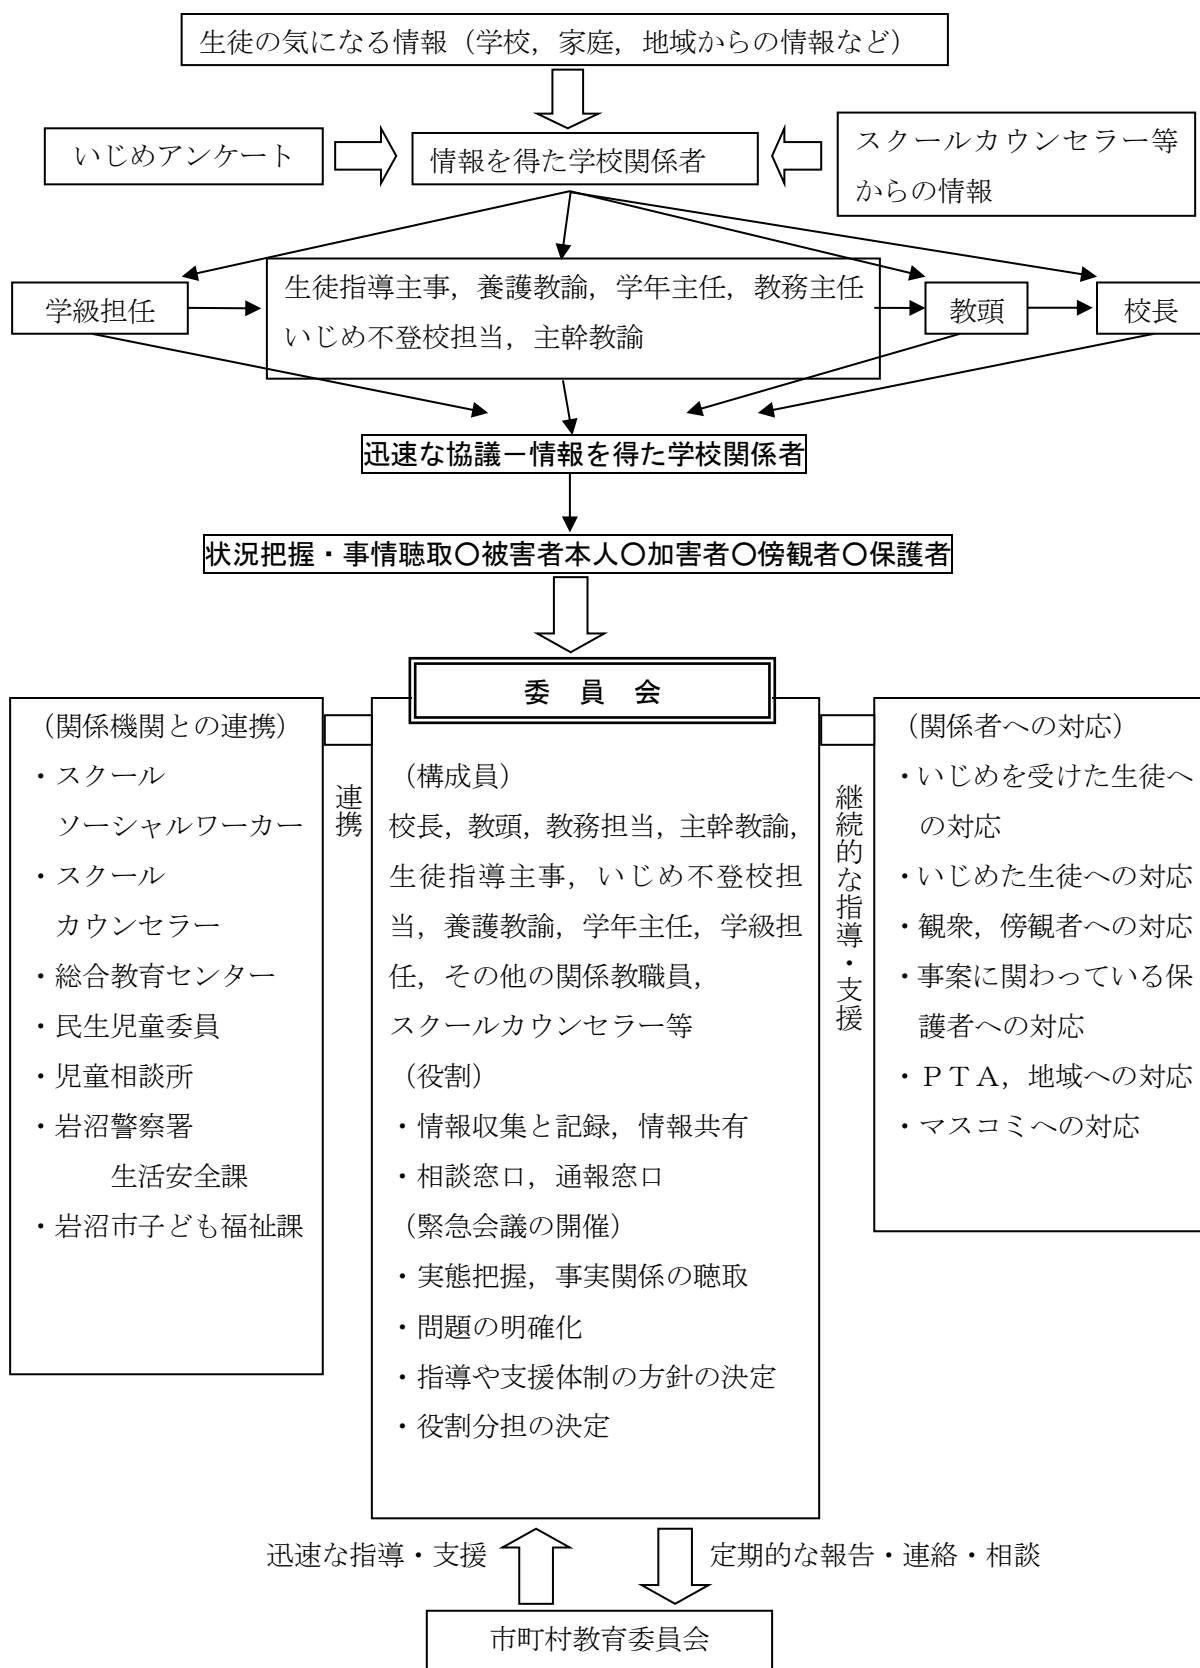 生徒の気になる情報（学校，家庭，地域からの情報など）
いじめアンケート
情報を得た学校関係者
スクールカウンセラー等
からの情報
学級担任
生徒指導主事，養護教諭，学年主任，教務主任
いじめ不登校担当，主幹教諭
教頭
校長
迅速な協議－情報を得た学校関係者
状況把握・事情聴取〇被害者本人〇加害者〇傍観者〇保護者
委　員　会
（関係機関との連携）
・スクール
ソーシャルワーカー
・スクール
カウンセラー
・総合教育センター
・民生児童委員
・児童相談所
・岩沼警察署
生活安全課
・岩沼市子ども福祉課
連携
（構成員）
校長，教頭，教務担当，主幹教諭，
生徒指導主事，いじめ不登校担
当，養護教諭，学年主任，学級担
任，その他の関係教職員，
スクールカウンセラー等
（役割）
・情報収集と記録，情報共有
・相談窓口，通報窓口
（緊急会議の開催）
・実態把握，事実関係の聴取
・問題の明確化
・指導や支援体制の方針の決定
・役割分担の決定
継続的な指導・支援
（関係者への対応）
・いじめを受けた生徒へ
の対応
・いじめた生徒への対応
・観衆，傍観者への対応
・事案に関わっている保
護者への対応
・ＰＴＡ，地域への対応
・マスコミへの対応
迅速な指導・支援
定期的な報告・連絡・相談
市町村教育委員会